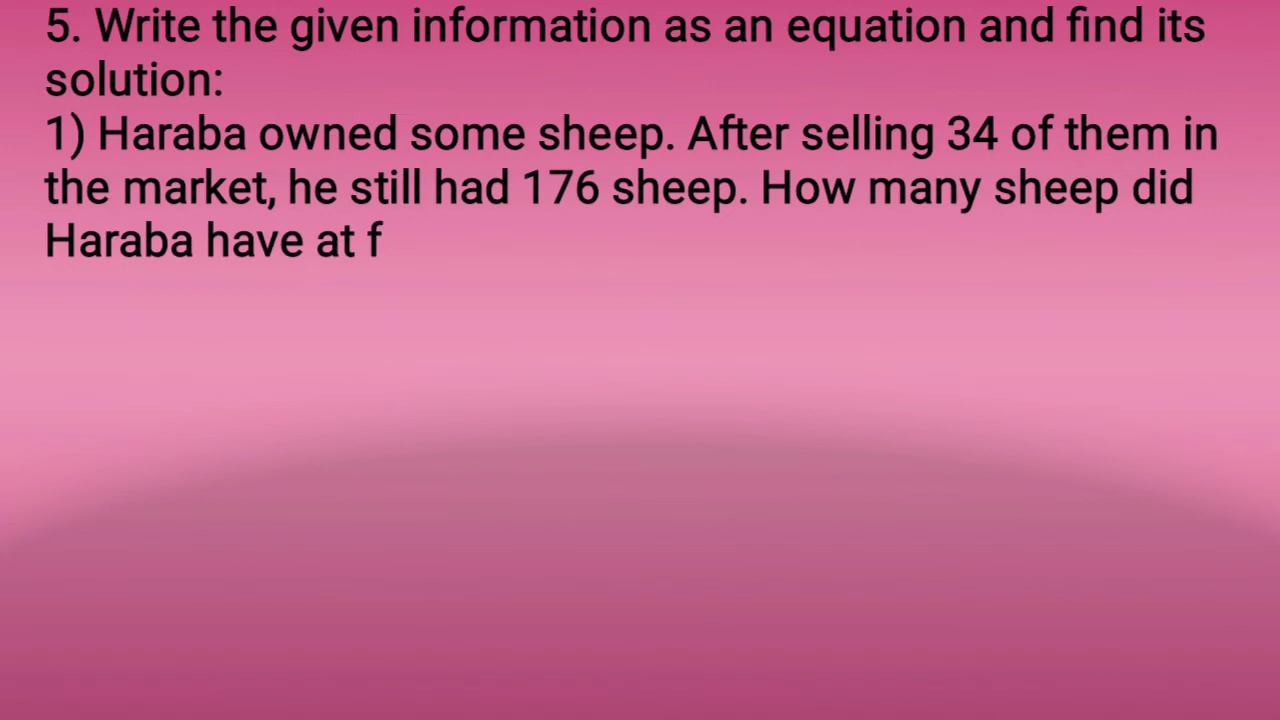 5. Write the given information as an equation and find its
solution:
1) Haraba owned some sheep. After selling 34 of them in
the market, he still had 176 sheep. How many sheep did
Haraba have at f